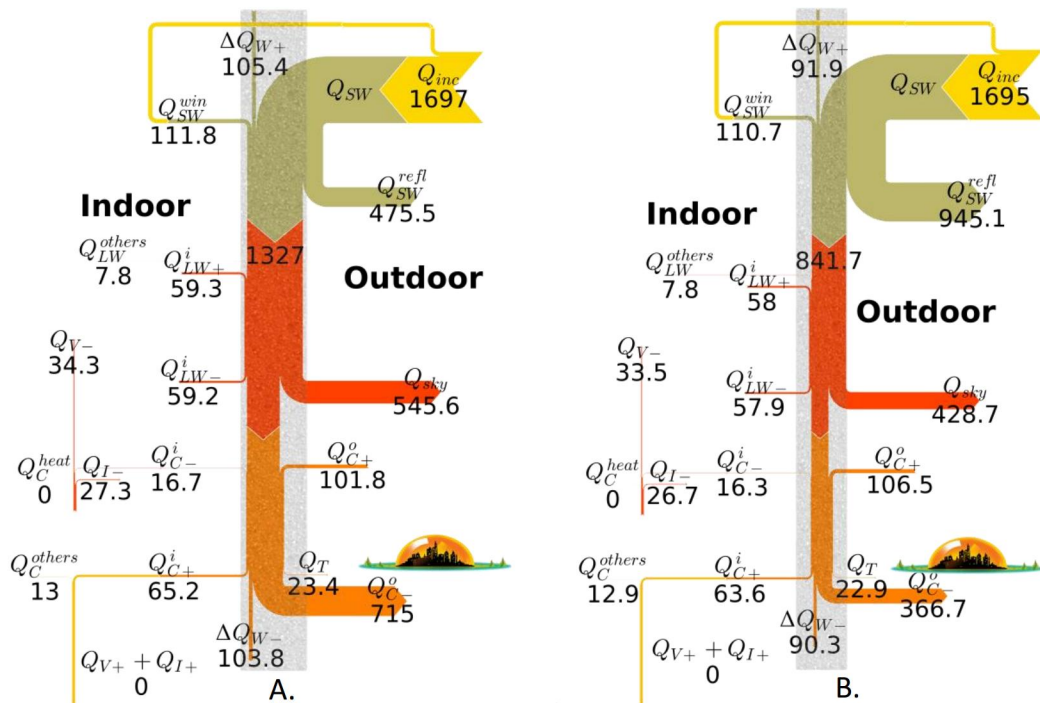 ΔQ_{W+}
105.4
Q_{inc}
1697
Q_{SW}
Q_{SW}^{win}
111.8
Q_{SW}^{refl}
475.5
Indoor
Q_{LW}^{others}
7.8
Q_{LW+}^{i}
59.3
1327
Outdoor
Q_{V-}
34.3
Q_{LW-}^{i}
59.2
Q_{sky}
545.6
Q_{C}^{heat}
0
Q_{I-}
27.3
Q_{C-}^{i}
16.7
Q_{C+}^{o}
101.8
Q_{C}^{others}
13
Q_{C+}^{i}
65.2
Q_{T}
23.4
Q_{C-}^{o}
715
ΔQ_{W-}
103.8
Q_{V+} + Q_{I+}
0
A.
ΔQ_{W+}
91.9
Q_{inc}
1695
Q_{SW}
Q_{SW}^{win}
110.7
Q_{SW}^{refl}
945.1
Indoor
Q_{LW}^{others}
7.8
Q_{LW+}^{i}
58
841.7
Outdoor
Q_{V-}
33.5
Q_{LW-}^{i}
57.9
Q_{sky}
428.7
Q_{C}^{heat}
0
Q_{I-}
26.7
Q_{C-}^{i}
16.3
Q_{C+}^{o}
106.5
Q_{C}^{others}
12.9
Q_{C+}^{i}
63.6
Q_{T}
22.9
Q_{C-}^{o}
366.7
ΔQ_{W-}
90.3
Q_{V+} + Q_{I+}
0
B.